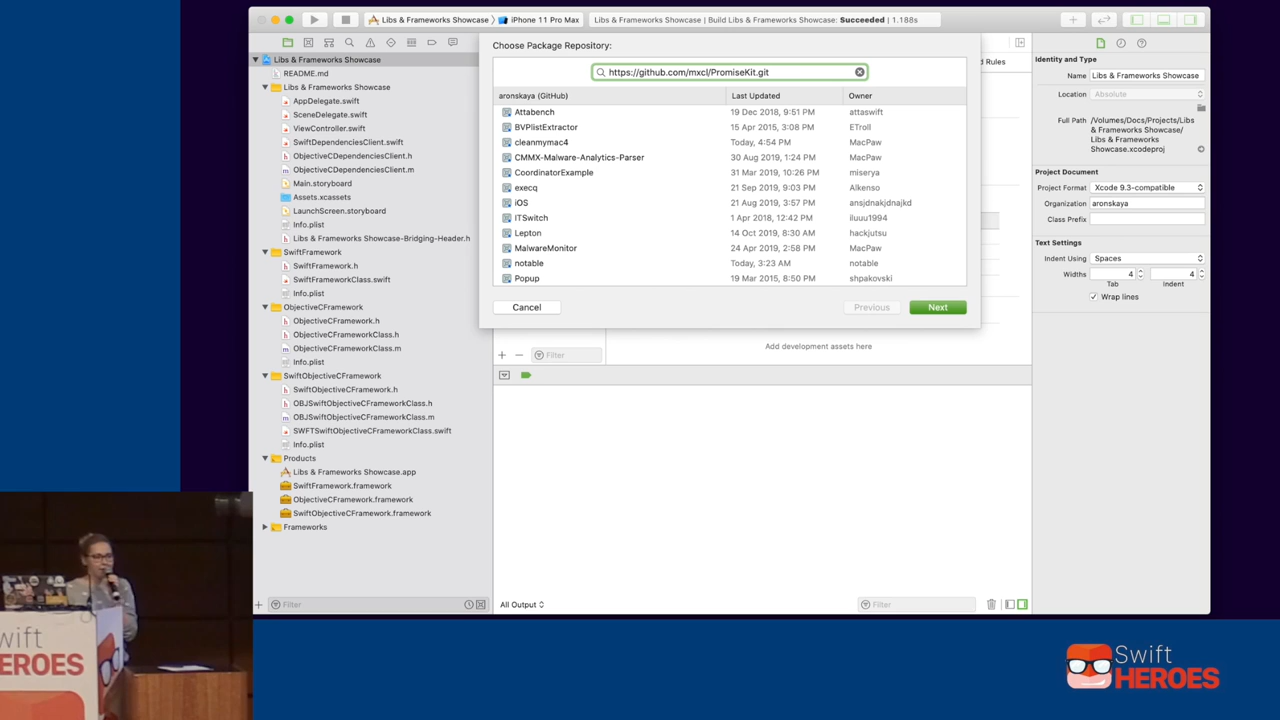 Libs & Frameworks Showcase
iPhone 11 Pro Max
Libs & Frameworks Showcase | Build Libs & Frameworks Showcase: Succeeded | 1.188s
Libs & Frameworks Showcase
README.md
Libs & Frameworks Showcase
AppDelegate.swift
SceneDelegate.swift
ViewController.swift
SwiftDependenciesClient.swift
ObjectiveCDependenciesClient.h
ObjectiveCDependenciesClient.m
Main.storyboard
Assets.xcassets
LaunchScreen.storyboard
Info.plist
Libs & Frameworks Showcase-Bridging-Header.h
SwiftFramework
SwiftFramework.h
SwiftFrameworkClass.swift
Info.plist
ObjectiveCFramework
ObjectiveCFramework.h
ObjectiveCFrameworkClass.h
ObjectiveCFrameworkClass.m
Info.plist
SwiftObjectiveCFramework
SwiftObjectiveCFramework.h
OBJSwiftObjectiveCFrameworkClass.h
OBJSwiftObjectiveCFrameworkClass.m
SWFTSwiftObjectiveCFrameworkClass.swift
Info.plist
Products
Libs & Frameworks Showcase.app
SwiftFramework.framework
ObjectiveCFramework.framework
SwiftObjectiveCFramework.framework
Frameworks
Filter
Choose Package Repository:
https://github.com/mxcl/PromiseKit.git
aronskaya (GitHub) Last Updated Owner
Attabench 19 Dec 2018, 9:51 PM attaswift
BVPlistExtractor 15 Apr 2015, 3:08 PM ETroll
cleanmymac4 Today, 4:54 PM MacPaw
CMMX-Malware-Analytics-Parser 30 Aug 2019, 1:24 PM MacPaw
CoordinatorExample 31 Mar 2019, 10:26 PM miserya
execq 21 Sep 2019, 9:03 PM Alkenso
iOS 21 Aug 2019, 3:57 PM ansjdnakjdnajkd
ITSwitch 1 Apr 2018, 12:42 PM iluuu1994
Lepton 14 Oct 2019, 8:30 AM hackjutsu
MalwareMonitor 24 Apr 2019, 2:58 PM MacPaw
notable Today, 3:23 AM notable
Popup 19 Mar 2015, 8:50 PM shpakovski
Cancel Previous Next
Rules
Filter
Add development assets here
All Output
Filter
Identity and Type
Name Libs & Frameworks Showcase
Location Absolute
Full Path /Volumes/Docs/Projects/Libs
& Frameworks Showcase/
Libs & Frameworks
Showcase.xcodeproj
Project Document
Project Format Xcode 9.3-compatible
Organization aronskaya
Class Prefix
Text Settings
Indent Using Spaces
Widths 4 4
Tab Indent
Wrap lines
wift
EROES
Swift
HEROES